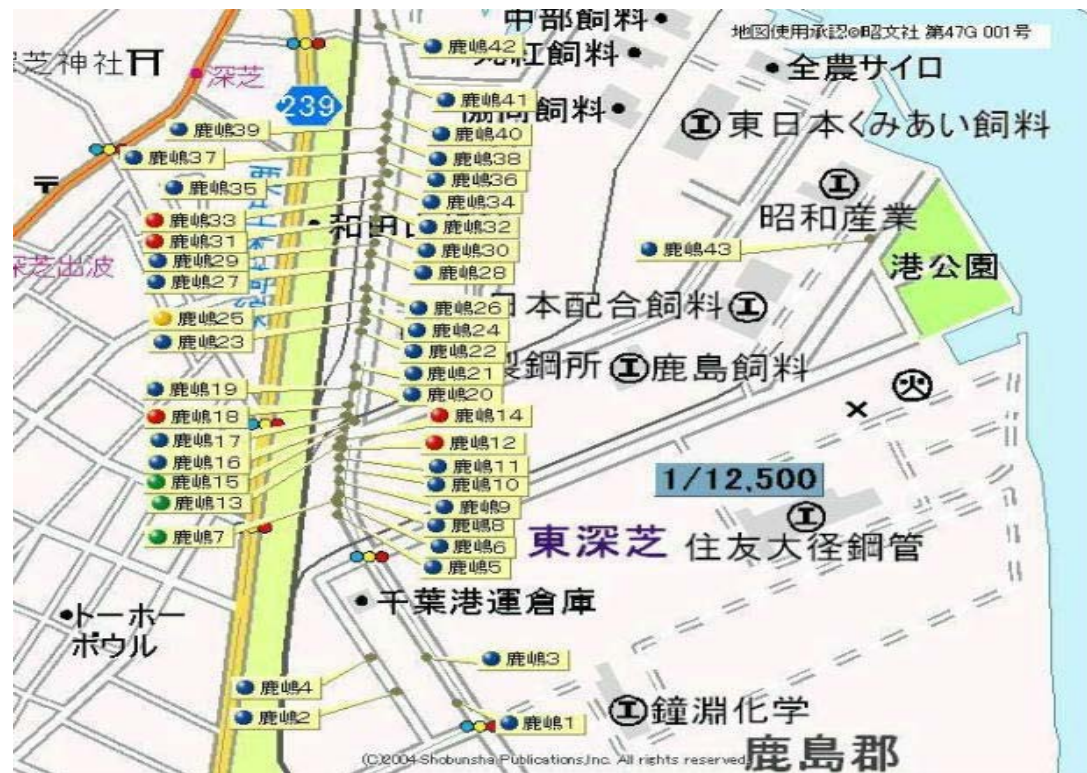 中部飼料
鹿嶋42
地図使用承認©昭文社 第47G 001号
芝神社
深芝
飼料
全農サイロ
239
鹿嶋41
飼料
鹿嶋39
鹿嶋40
東日本くみあい飼料
鹿嶋37
鹿嶋38
鹿嶋35
鹿嶋36
鹿嶋34
昭和産業
鹿嶋33
鹿嶋32
鹿嶋31
鹿嶋30
鹿嶋43
深芝出波
鹿嶋29
鹿嶋28
港公園
鹿嶋27
鹿嶋26
日本配合飼料
鹿嶋25
鹿嶋24
鹿嶋23
鹿嶋22
鹿嶋21
製鋼所
鹿島飼料
鹿嶋19
鹿嶋20
鹿嶋18
鹿嶋14
鹿嶋17
鹿嶋12
鹿嶋16
鹿嶋11
鹿嶋15
鹿嶋10
1/12,500
鹿嶋13
鹿嶋9
鹿嶋8
鹿嶋7
鹿嶋6
東深芝
住友大径鋼管
鹿嶋5
千葉港運倉庫
トーホー
ボウル
鹿嶋3
鹿嶋4
鹿嶋2
鹿嶋1
鐘淵化学
鹿島郡
(C)2004 Shobunsha Publications,Inc. All rights reserved.